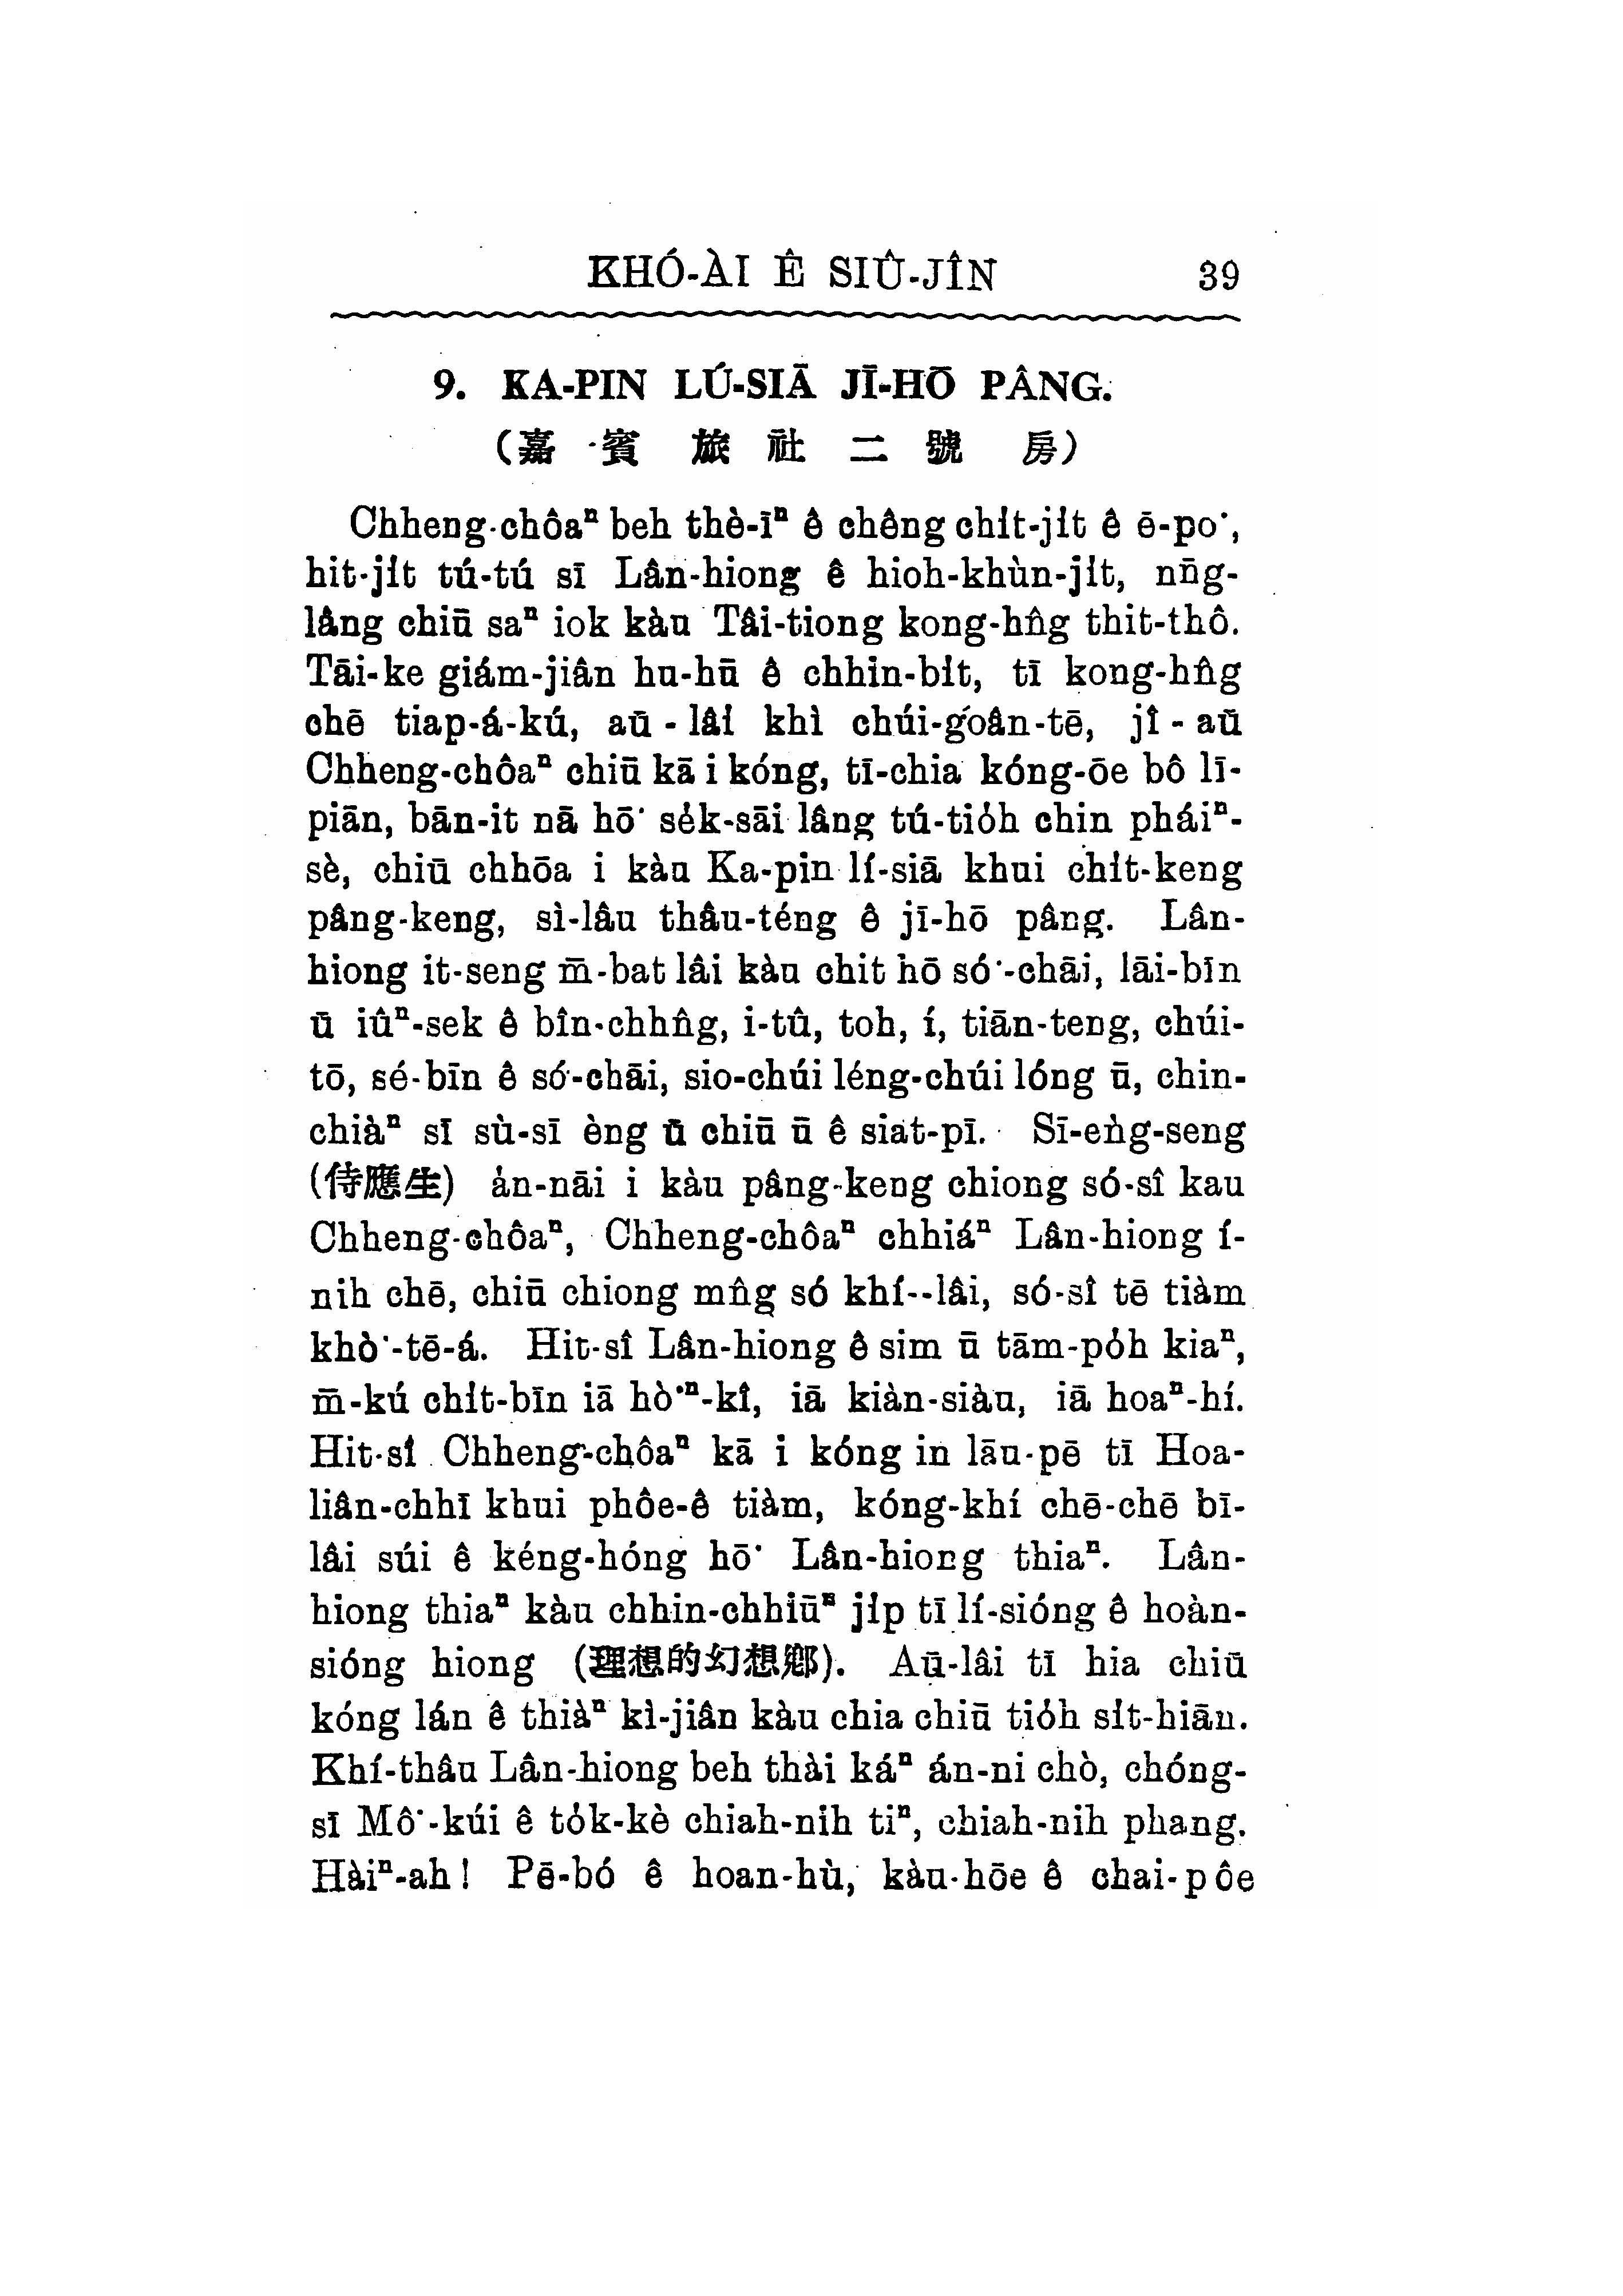 KHÓ-ÀI Ê SIÛ-JÎN 39
9. KA-PIN LÚ-SIĀ JĪ-HŌ PÂNG.
(嘉賓旅社二號房)
Chheng-chôaⁿ beh thè-īⁿ ê chêng chi̍t-ji̍t ê ē-po͘,
hit-ji̍t tú-tú sī Lân-hiong ê hioh-khùn-ji̍t, nn̄g-
lâng chiū saⁿ iok kàu Tâi-tiong kong-hn̂g thit-thô.
Tāi-ke giám-jiân hu-hū ê chhin-bi̍t, tī kong-hn̂g
chē tiap-á-kú, aū-lâi khì chúi-goân-tē, jî-aū
Chheng-chôaⁿ chiū kā i kóng, tī-chia kóng-ōe bô lī-
piān, bān-it nā hō͘ se̍k-sāi lâng tú-tio̍h chin pháiⁿ-
sè, chiū chhōa i kàu Ka-pin lí-siā khui chi̍t-keng
pâng-keng, sì-lâu thâu-téng ê jī-hō pâng. Lân-
hiong it-seng m̄-bat lâi kàu chit hō só͘-chāi, lāi-bīn
ū iûⁿ-sek ê bîn-chhn̂g, i-tû, toh, í, tiān-teng, chúi-
tō, sé-bīn ê só͘-chāi, sio-chúi léng-chúi lóng ū, chin-
chiàⁿ sī sù-sī èng ū chiū ū ê siat-pī. Sī-eǹg-seng
(侍應生) án-nāi i kàu pâng-keng chiong só-sî kau
Chheng-chôaⁿ, Chheng-chôaⁿ chhiáⁿ Lân-hiong í-
nih chē, chiū chiong mn̂g só khí--lâi, só-sî tē tiàm
khò͘-tē-á. Hit-sî Lân-hiong ê sim ū tām-po̍h kiaⁿ,
m̄-kú chi̍t-bīn iā hò͘ⁿ-kî, iā kiàn-siàu, iā hoaⁿ-hí.
Hit-sî Chheng-chôaⁿ kā i kóng in lāu-pē tī Hoa-
liân-chhī khui phôe-ê tiàm, kóng-khí chē-chē bī-
lâi súi ê kéng-hóng hō͘ Lân-hiong thiaⁿ. Lân-
hiong thiaⁿ kàu chhin-chhiūⁿ ji̍p tī lí-sióng ê hoàn-
sióng hiong (理想的幻想鄉). Aū-lâi tī hia chiū
kóng lán ê thiàⁿ kì-jiân kàu chia chiū tio̍h si̍t-hiān.
Khí-thâu Lân-hiong beh thài káⁿ án-ni chò, chóng-
sī Mô͘-kúi ê to̍k-kè chiah-nih tiⁿ, chiah-nih phang.
Hàiⁿ-ah! Pē-bó ê hoan-hù, kàu-hōe ê chai-pôe